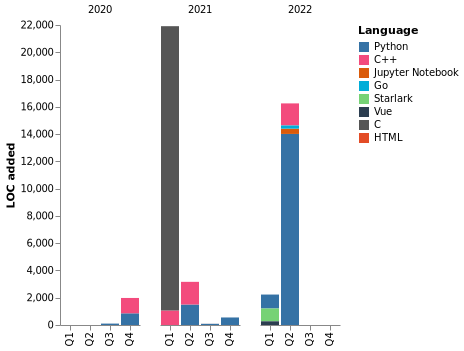 2020 2021 2022
LOC added
22,000
20,000
18,000
16,000
14,000
12,000
10,000
8,000
6,000
4,000
2,000
0
Q1 Q2 Q3 Q4 Q1 Q2 Q3 Q4 Q1 Q2 Q3 Q4
Language
Python
C++
Jupyter Notebook
Go
Starlark
Vue
C
HTML